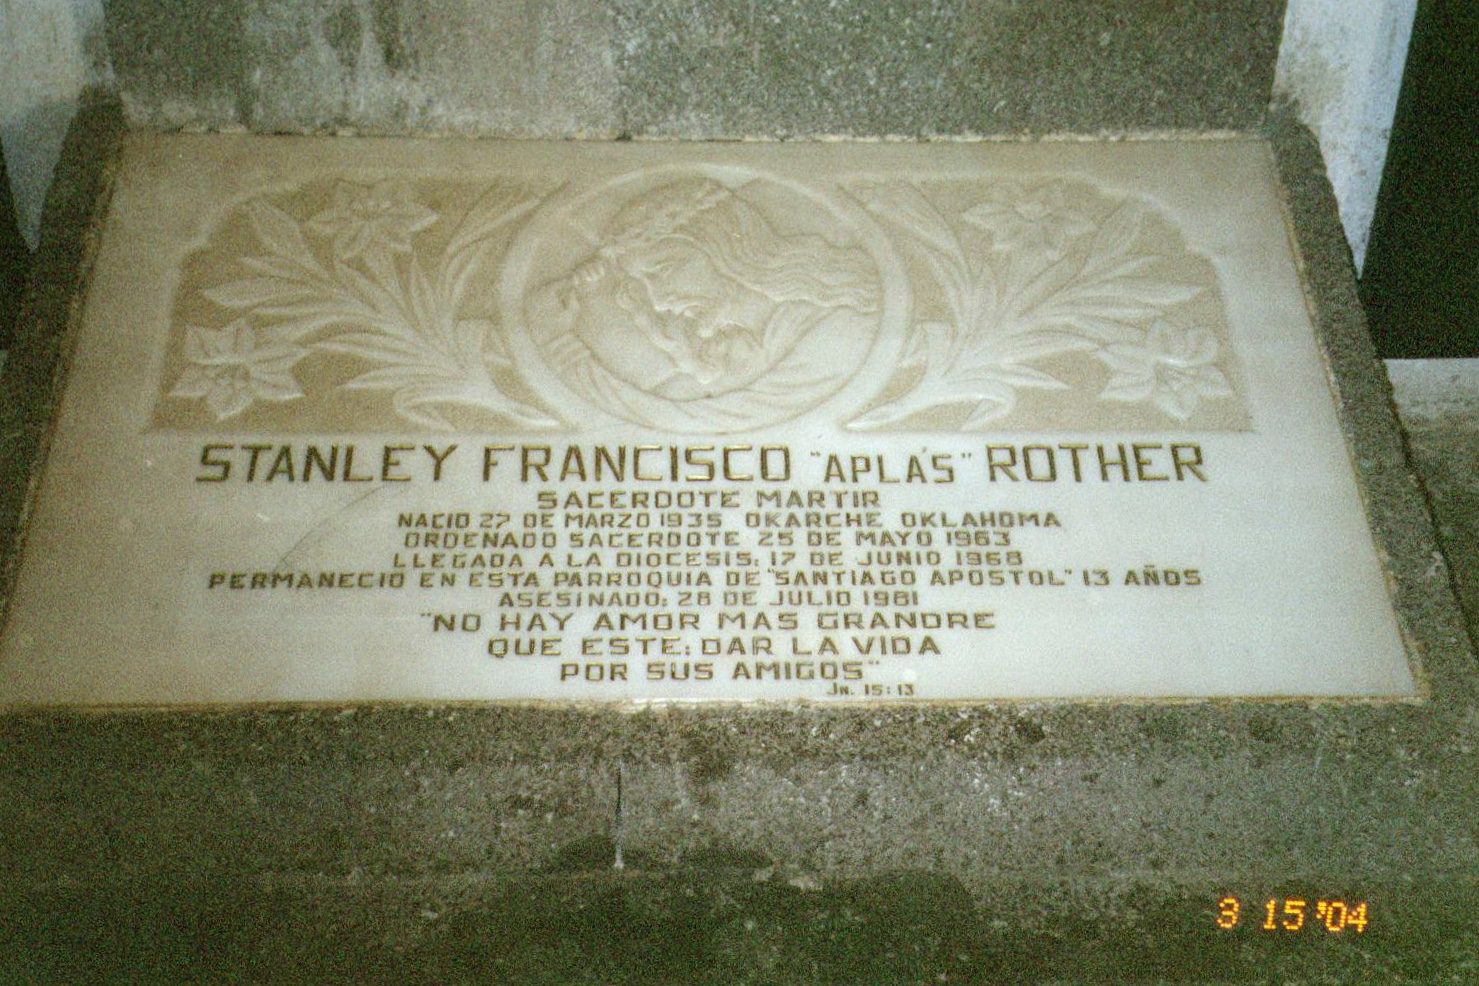 STANLEY FRANCISCO "APLA'S" ROTHER
SACERDOTE MARTIR
NACIO 27 DE MARZO 1935 OKARCHE, OKLAHOMA
ORDENADO SACERDOTE 25 DE MAYO 1963
LLEGADA A LA DIOCESIS: 17 DE JUNIO 1968
PERMANECIO EN ESTA PARROQUIA DE "SANTIAGO APOSTOL" 13 AÑOS
ASESINADO: 28 DE JULIO 1981
"NO HAY AMOR MAS GRANDRE
QUE ESTE: DAR LA VIDA
POR SUS AMIGOS"
JN. 15:13
3 15 '04